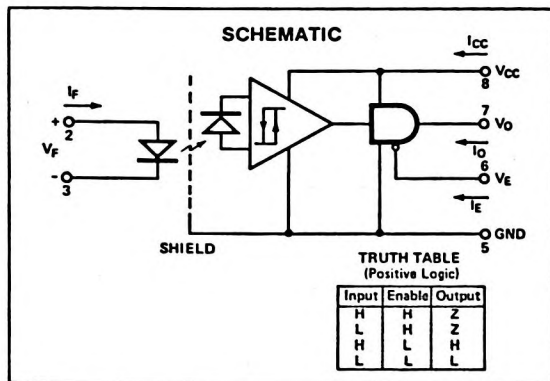 SCHEMATIC
ICC
VCC
8
IF
7
VO
+
2
VF
IO
6
VE
-
3
IE
GND
5
SHIELD
TRUTH TABLE
(Positive Logic)
Input Enable Output
H H Z
L H Z
H L H
L L L